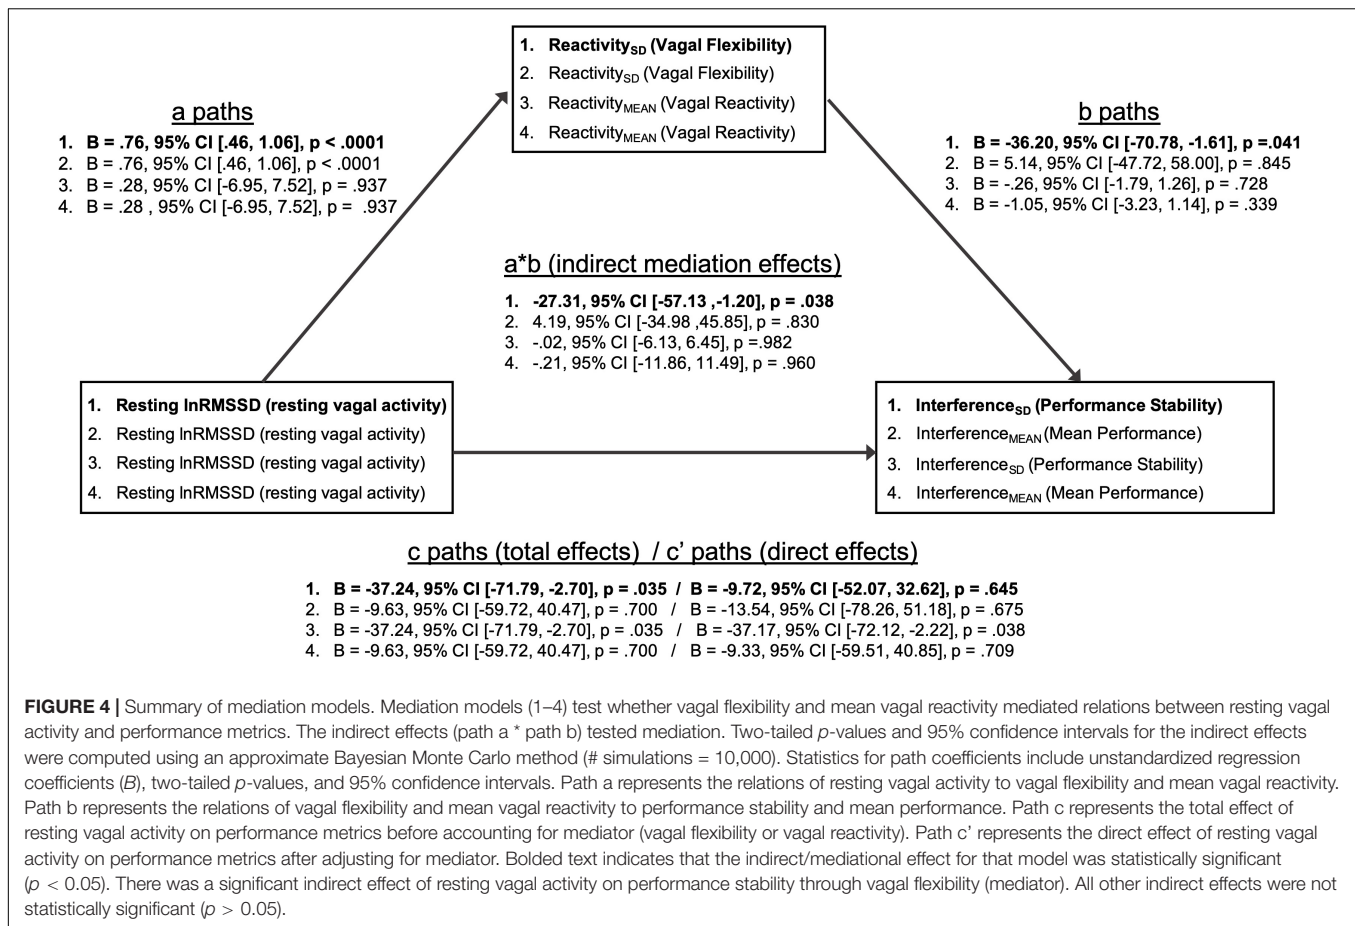 1. Reactivity_SD (Vagal Flexibility)
2. Reactivity_SD (Vagal Flexibility)
3. Reactivity_MEAN (Vagal Reactivity)
4. Reactivity_MEAN (Vagal Reactivity)
a paths
1. B = .76, 95% CI [.46, 1.06], p < .0001
2. B = .76, 95% CI [.46, 1.06], p < .0001
3. B = .28, 95% CI [-6.95, 7.52], p = .937
4. B = .28 , 95% CI [-6.95, 7.52], p = .937
b paths
1. B = -36.20, 95% CI [-70.78, -1.61], p =.041
2. B = 5.14, 95% CI [-47.72, 58.00], p = .845
3. B = -.26, 95% CI [-1.79, 1.26], p = .728
4. B = -1.05, 95% CI [-3.23, 1.14], p = .339
a*b (indirect mediation effects)
1. -27.31, 95% CI [-57.13 ,-1.20], p = .038
2. 4.19, 95% CI [-34.98 ,45.85], p = .830
3. -.02, 95% CI [-6.13, 6.45], p =.982
4. -.21, 95% CI [-11.86, 11.49], p = .960
1. Resting lnRMSSD (resting vagal activity)
2. Resting lnRMSSD (resting vagal activity)
3. Resting lnRMSSD (resting vagal activity)
4. Resting lnRMSSD (resting vagal activity)
1. Interference_SD (Performance Stability)
2. Interference_MEAN (Mean Performance)
3. Interference_SD (Performance Stability)
4. Interference_MEAN (Mean Performance)
c paths (total effects) / c' paths (direct effects)
1. B = -37.24, 95% CI [-71.79, -2.70], p = .035 / B = -9.72, 95% CI [-52.07, 32.62], p = .645
2. B = -9.63, 95% CI [-59.72, 40.47], p = .700 / B = -13.54, 95% CI [-78.26, 51.18], p = .675
3. B = -37.24, 95% CI [-71.79, -2.70], p = .035 / B = -37.17, 95% CI [-72.12, -2.22], p = .038
4. B = -9.63, 95% CI [-59.72, 40.47], p = .700 / B = -9.33, 95% CI [-59.51, 40.85], p = .709
FIGURE 4 | Summary of mediation models. Mediation models (1–4) test whether vagal flexibility and mean vagal reactivity mediated relations between resting vagal
activity and performance metrics. The indirect effects (path a * path b) tested mediation. Two-tailed p-values and 95% confidence intervals for the indirect effects
were computed using an approximate Bayesian Monte Carlo method (# simulations = 10,000). Statistics for path coefficients include unstandardized regression
coefficients (B), two-tailed p-values, and 95% confidence intervals. Path a represents the relations of resting vagal activity to vagal flexibility and mean vagal reactivity.
Path b represents the relations of vagal flexibility and mean vagal reactivity to performance stability and mean performance. Path c represents the total effect of
resting vagal activity on performance metrics before accounting for mediator (vagal flexibility or vagal reactivity). Path c' represents the direct effect of resting vagal
activity on performance metrics after adjusting for mediator. Bolded text indicates that the indirect/mediational effect for that model was statistically significant
(p < 0.05). There was a significant indirect effect of resting vagal activity on performance stability through vagal flexibility (mediator). All other indirect effects were not
statistically significant (p > 0.05).